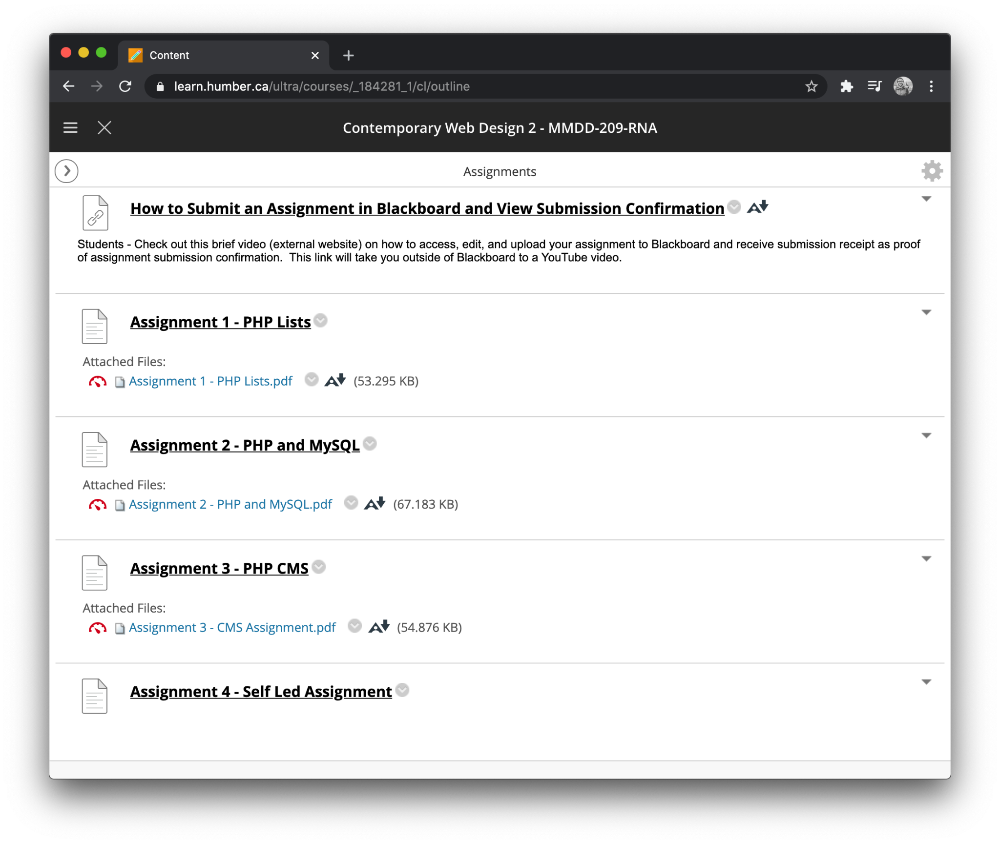 Content
learn.humber.ca/ultra/courses/_184281_1/cl/outline
Contemporary Web Design 2 - MMDD-209-RNA
Assignments
How to Submit an Assignment in Blackboard and View Submission Confirmation
Students - Check out this brief video (external website) on how to access, edit, and upload your assignment to Blackboard and receive submission receipt as proof
of assignment submission confirmation.  This link will take you outside of Blackboard to a YouTube video.
Assignment 1 - PHP Lists
Attached Files:
Assignment 1 - PHP Lists.pdf (53.295 KB)
Assignment 2 - PHP and MySQL
Attached Files:
Assignment 2 - PHP and MySQL.pdf (67.183 KB)
Assignment 3 - PHP CMS
Attached Files:
Assignment 3 - CMS Assignment.pdf (54.876 KB)
Assignment 4 - Self Led Assignment